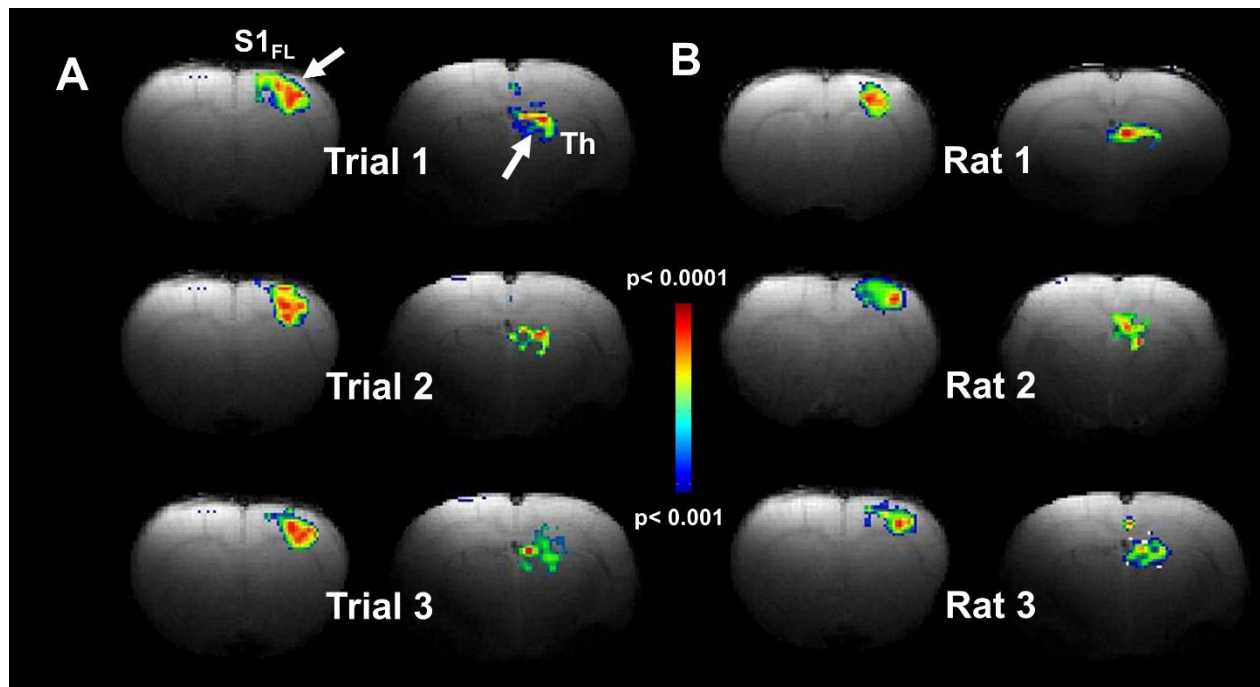 A
S1FL
B
Th
Trial 1
Rat 1
p< 0.0001
Trial 2
Rat 2
p< 0.001
Trial 3
Rat 3